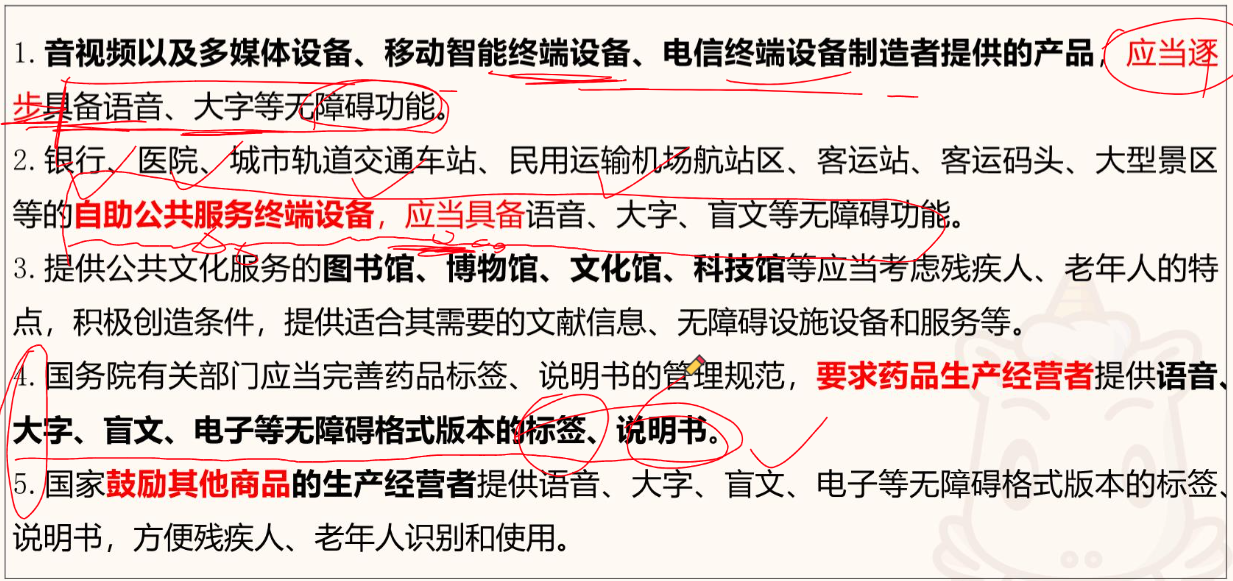 1. 音视频以及多媒体设备、移动智能终端设备、电信终端设备制造者提供的产品，应当逐
步具备语音、大字等无障碍功能。
2. 银行、医院、城市轨道交通车站、民用运输机场航站区、客运站、客运码头、大型景区
等的自助公共服务终端设备，应当具备语音、大字、盲文等无障碍功能。
3. 提供公共文化服务的图书馆、博物馆、文化馆、科技馆等应当考虑残疾人、老年人的特
点，积极创造条件，提供适合其需要的文献信息、无障碍设施设备和服务等。
4. 国务院有关部门应当完善药品标签、说明书的管理规范，要求药品生产经营者提供语音、
大字、盲文、电子等无障碍格式版本的标签、说明书。
5. 国家鼓励其他商品的生产经营者提供语音、大字、盲文、电子等无障碍格式版本的标签、
说明书，方便残疾人、老年人识别和使用。